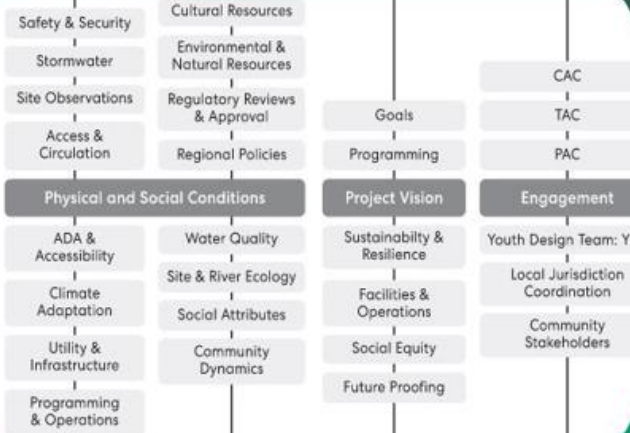 Safety & Security
Stormwater
Site Observations
Access &
Circulation
Cultural Resources
Environmental &
Natural Resources
Regulatory Reviews
& Approval
Regional Policies
Goals
Programming
CAC
TAC
PAC
Physical and Social Conditions
Project Vision
Engagement
ADA &
Accessibility
Climate
Adaptation
Utility &
Infrastructure
Programming
& Operations
Water Quality
Site & River Ecology
Social Attributes
Community
Dynamics
Sustainabilty &
Resilience
Facilities &
Operations
Social Equity
Future Proofing
Youth Design Team: Y
Local Jurisdiction
Coordination
Community
Stakeholders